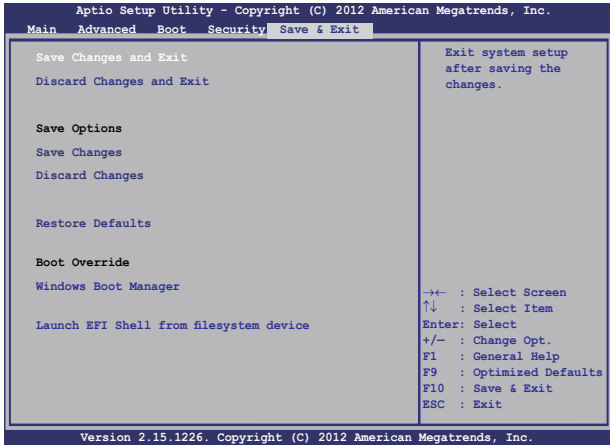 Aptio Setup Utility - Copyright (C) 2012 American Megatrends, Inc.
Main Advanced Boot Security Save & Exit
Save Changes and Exit
Discard Changes and Exit
Save Options
Save Changes
Discard Changes
Restore Defaults
Boot Override
Windows Boot Manager
Launch EFI Shell from filesystem device
Exit system setup
after saving the
changes.
→← : Select Screen
↑↓ : Select Item
Enter: Select
+/− : Change Opt.
F1 : General Help
F9 : Optimized Defaults
F10 : Save & Exit
ESC : Exit
Version 2.15.1226. Copyright (C) 2012 American Megatrends, Inc.